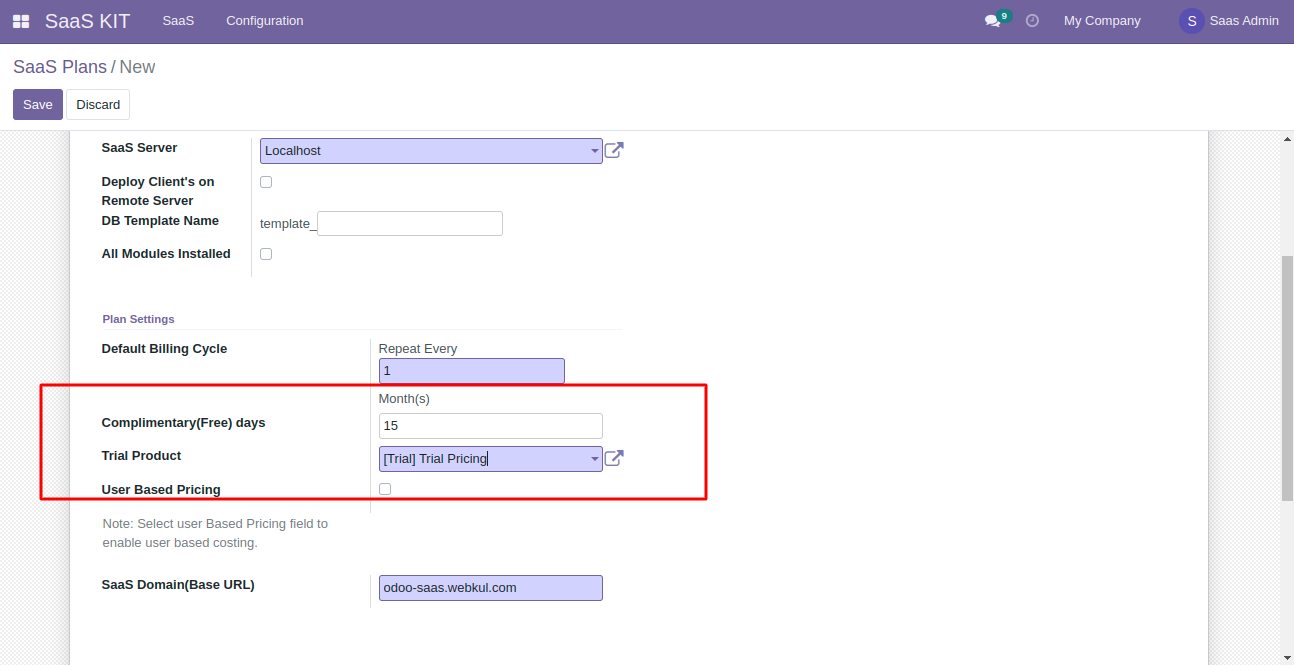 SaaS KIT SaaS Configuration 9 My Company S Saas Admin
SaaS Plans / New
Save Discard
SaaS Server Localhost
Deploy Client's on
Remote Server
DB Template Name template_
All Modules Installed
Plan Settings
Default Billing Cycle Repeat Every
1
Month(s)
Complimentary(Free) days 15
Trial Product [Trial] Trial Pricing
User Based Pricing
Note: Select user Based Pricing field to
enable user based costing.
SaaS Domain(Base URL) odoo-saas.webkul.com